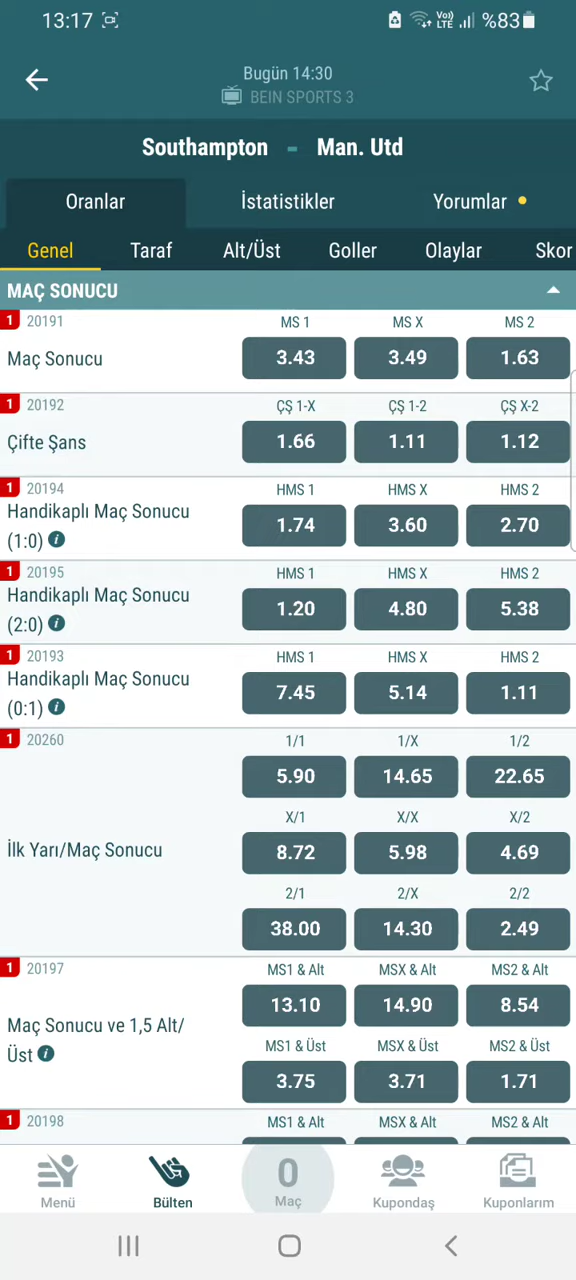 13:17 Vo)) LTE %83
Bugün 14:30
BEIN SPORTS 3
Southampton - Man. Utd
Oranlar İstatistikler Yorumlar
Genel Taraf Alt/Üst Goller Olaylar Skor
MAÇ SONUCU
1 20191 MS 1 MS X MS 2
Maç Sonucu 3.43 3.49 1.63
1 20192 ÇŞ 1-X ÇŞ 1-2 ÇŞ X-2
Çifte Şans 1.66 1.11 1.12
1 20194 HMS 1 HMS X HMS 2
Handikaplı Maç Sonucu
(1:0) i 1.74 3.60 2.70
1 20195 HMS 1 HMS X HMS 2
Handikaplı Maç Sonucu
(2:0) i 1.20 4.80 5.38
1 20193 HMS 1 HMS X HMS 2
Handikaplı Maç Sonucu
(0:1) i 7.45 5.14 1.11
1 20260 1/1 1/X 1/2
5.90 14.65 22.65
X/1 X/X X/2
İlk Yarı/Maç Sonucu 8.72 5.98 4.69
2/1 2/X 2/2
38.00 14.30 2.49
1 20197 MS1 & Alt MSX & Alt MS2 & Alt
13.10 14.90 8.54
Maç Sonucu ve 1,5 Alt/
Üst i MS1 & Üst MSX & Üst MS2 & Üst
3.75 3.71 1.71
1 20198 MS1 & Alt MSX & Alt MS2 & Alt
0
Menü Bülten Maç Kupondaş Kuponlarım